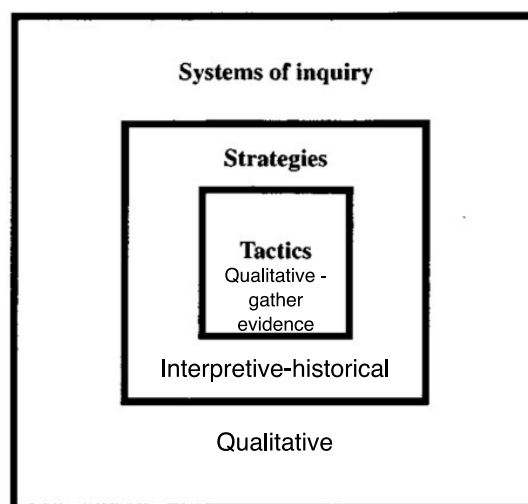 Systems of inquiry
Strategies
Tactics
Qualitative -
gather
evidence
Interpretive-historical
Qualitative